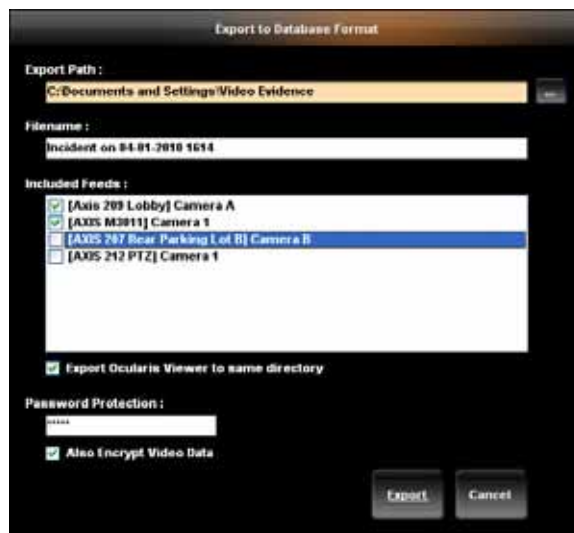 Export to Database Format
Export Path :
C:\Documents and Settings\Video Evidence
...
Filename :
Incident on 04-01-2010 1614
Included Feeds :
[Axis 209 Lobby] Camera A
[AXIS M3011] Camera 1
[AXIS 207 Rear Parking Lot B] Camera B
[AXIS 212 PTZ] Camera 1
Export Ocularis Viewer to same directory
Password Protection :
*****
Also Encrypt Video Data
Export
Cancel